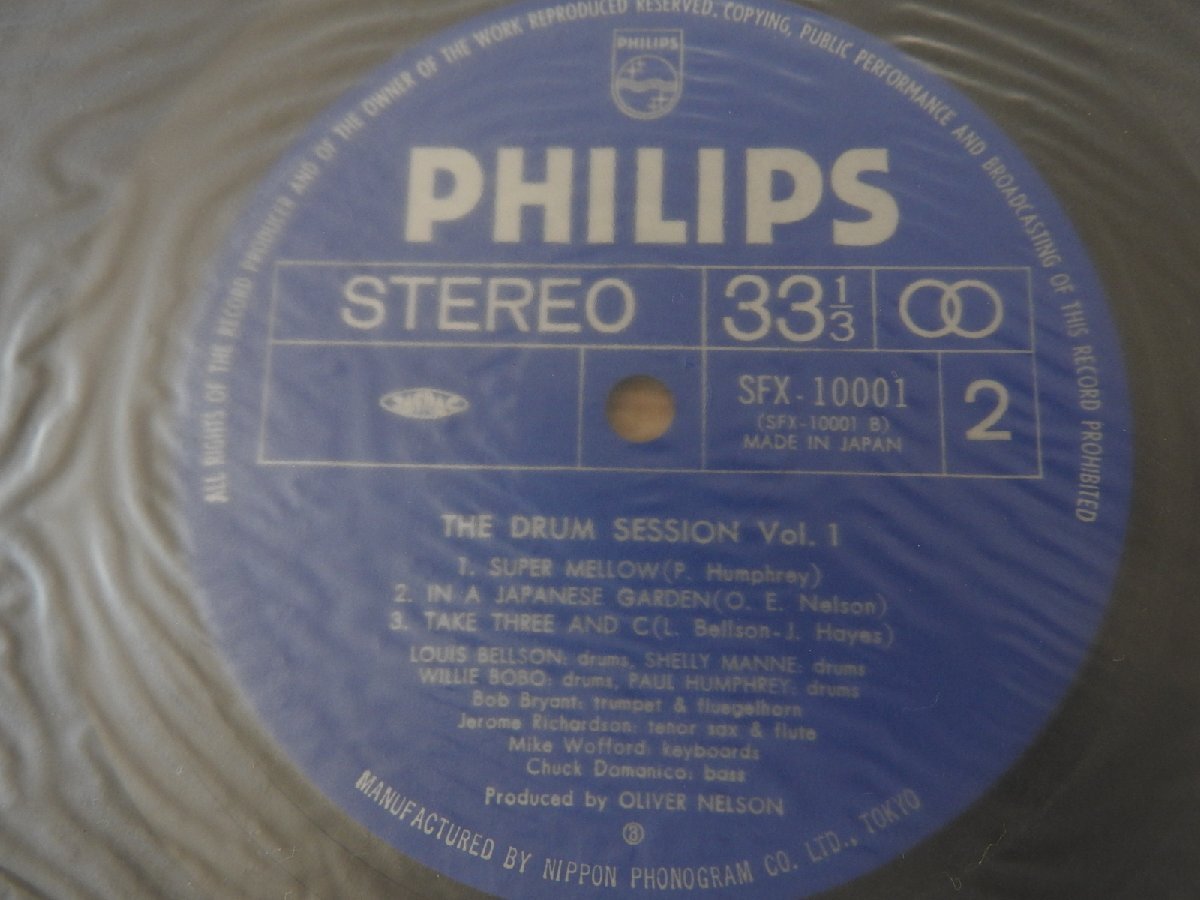 ALL RIGHTS OF THE RECORD PRODUCER AND OF THE OWNER OF THE WORK REPRODUCED RESERVED. COPYING, PUBLIC PERFORMANCE AND BROADCASTING OF THIS RECORD PROHIBITED
PHILIPS
PHILIPS
STEREO 33 1/3
SFX-10001 2
(SFX-10001 B)
MADE IN JAPAN
THE DRUM SESSION Vol. 1
1. SUPER MELLOW(P. Humphrey)
2. IN A JAPANESE GARDEN(O. E. Nelson)
3. TAKE THREE AND C(L. Bellson-J. Hayes)
LOUIS BELLSON: drums, SHELLY MANNE: drums
WILLIE BOBO: drums, PAUL HUMPHREY: drums
Bob Bryant: trumpet & fluegelhorn
Jerome Richardson: tenor sax & flute
Mike Wofford: keyboards
Chuck Domanico: bass
Produced by OLIVER NELSON
MANUFACTURED BY NIPPON PHONOGRAM CO. LTD., TOKYO